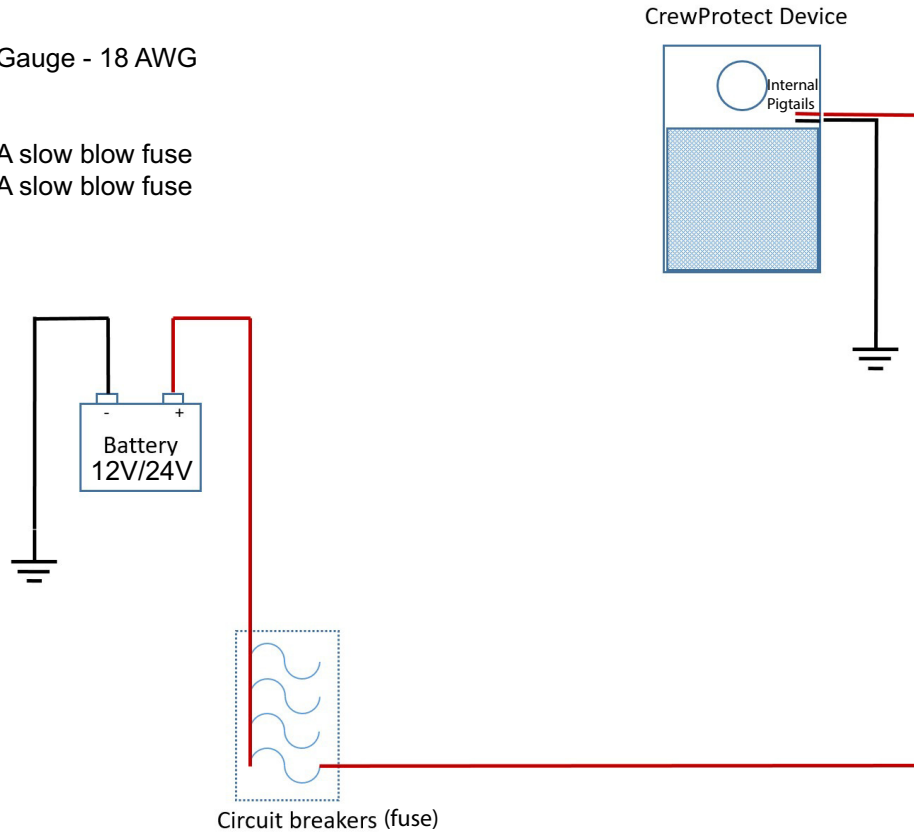 CrewProtect Device
Gauge - 18 AWG
Internal
Pigtails
A slow blow fuse
A slow blow fuse
- +
Battery
12V/24V
Circuit breakers (fuse)